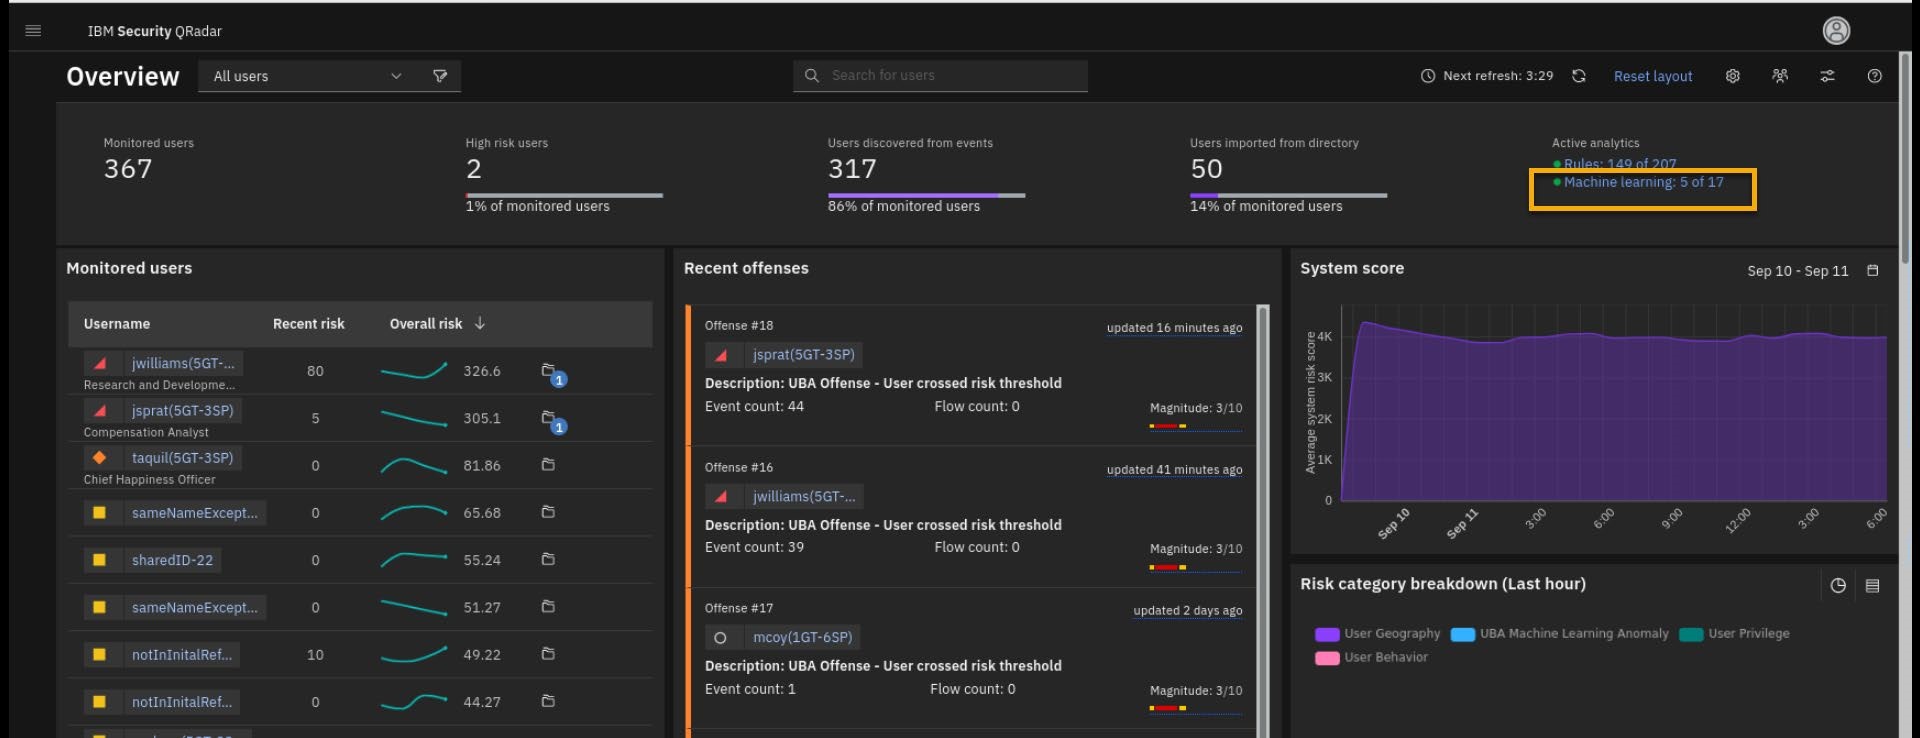 IBM Security QRadar
Overview
All users
Search for users
Next refresh: 3:29
Reset layout
Monitored users
367
High risk users
2
1% of monitored users
Users discovered from events
317
86% of monitored users
Users imported from directory
50
14% of monitored users
Active analytics
Rules: 149 of 207
Machine learning: 5 of 17
Monitored users
Username Recent risk Overall risk
jwilliams(5GT-... 80 326.6 1
Research and Developme...
jsprat(5GT-3SP) 5 305.1 1
Compensation Analyst
taquil(5GT-3SP) 0 81.86
Chief Happiness Officer
sameNameExcept... 0 65.68
sharedID-22 0 55.24
sameNameExcept... 0 51.27
notInInitalRef... 10 49.22
notInInitalRef... 0 44.27
Recent offenses
Offense #18 updated 16 minutes ago
jsprat(5GT-3SP)
Description: UBA Offense - User crossed risk threshold
Event count: 44 Flow count: 0 Magnitude: 3/10
Offense #16 updated 41 minutes ago
jwilliams(5GT-...
Description: UBA Offense - User crossed risk threshold
Event count: 39 Flow count: 0 Magnitude: 3/10
Offense #17 updated 2 days ago
mcoy(1GT-6SP)
Description: UBA Offense - User crossed risk threshold
Event count: 1 Flow count: 0 Magnitude: 3/10
System score
Sep 10 - Sep 11
Average system risk score
4K
3K
2K
1K
0
Sep 10 Sep 11 3:00 6:00 9:00 12:00 3:00 6:00
Risk category breakdown (Last hour)
User Geography UBA Machine Learning Anomaly User Privilege
User Behavior